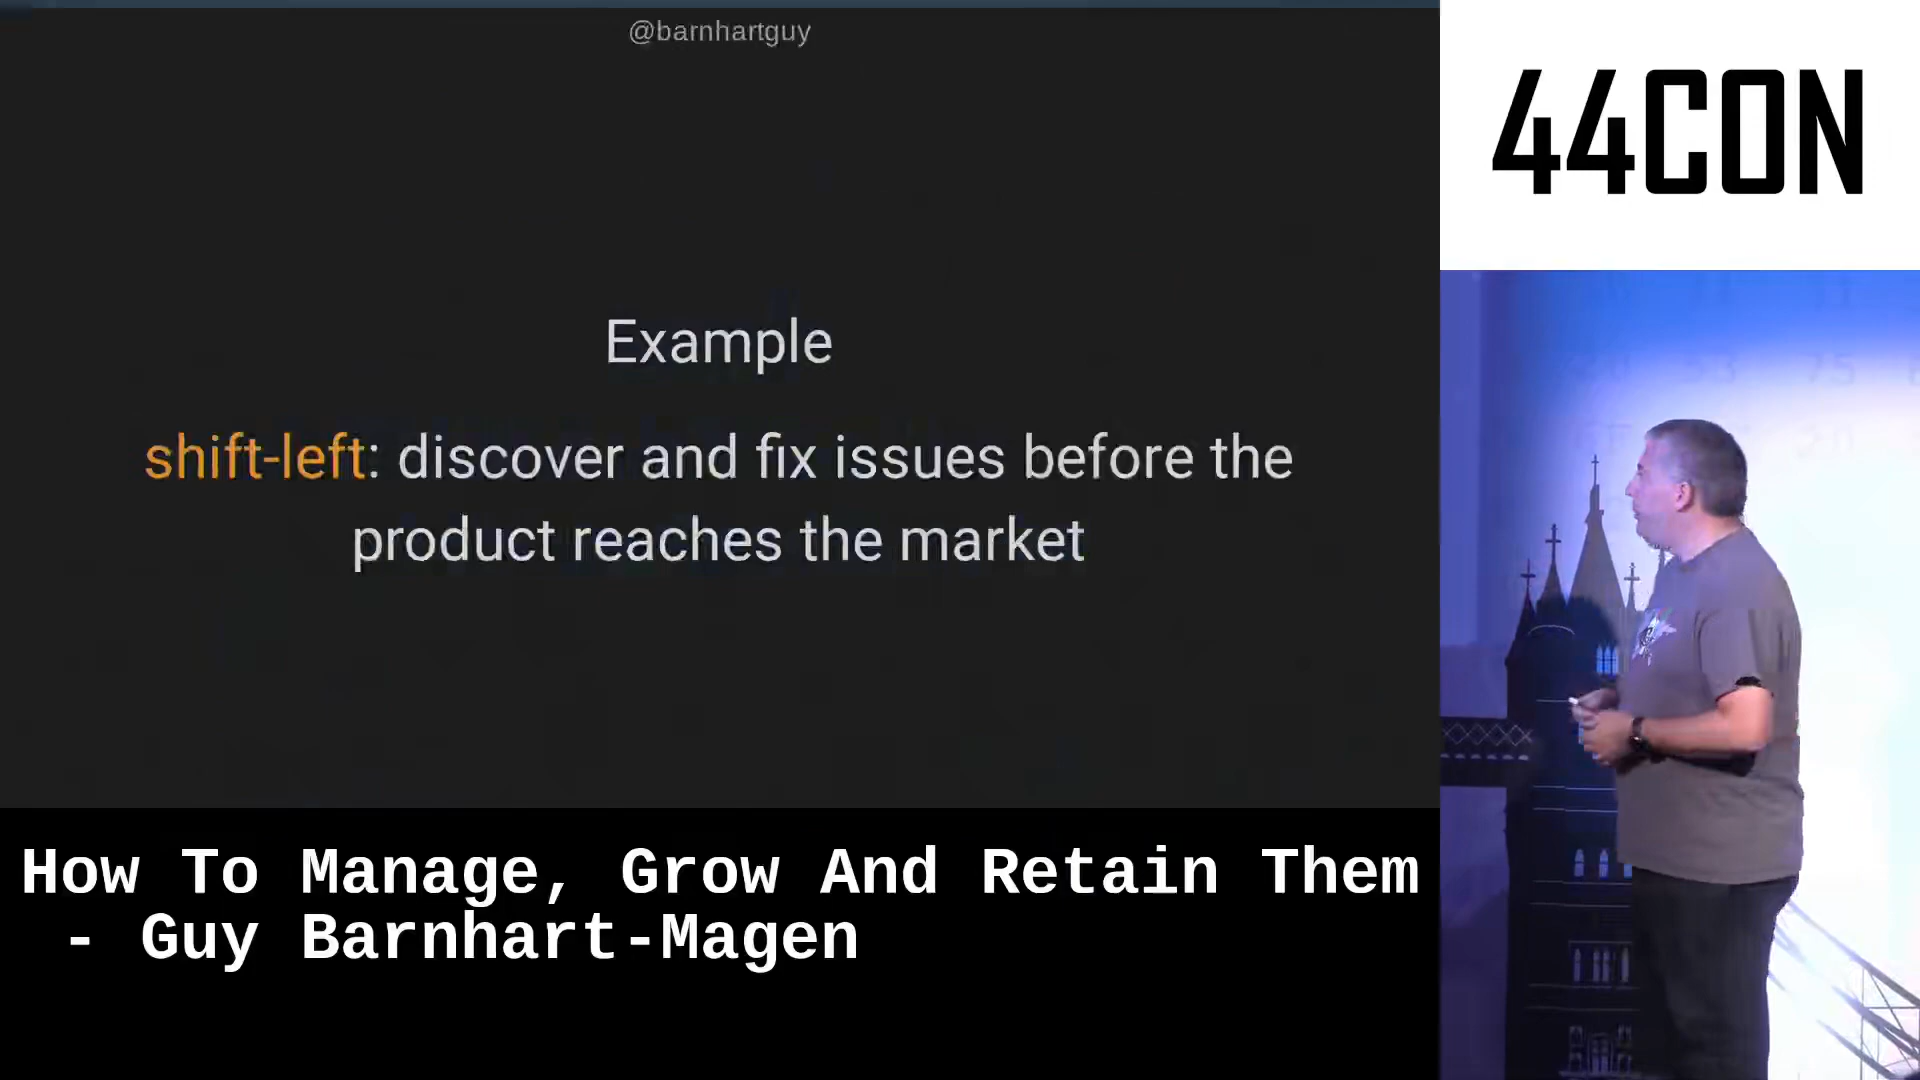 @barnhartguy
44CON
Example
shift-left: discover and fix issues before the
product reaches the market
How To Manage, Grow And Retain Them
- Guy Barnhart-Magen